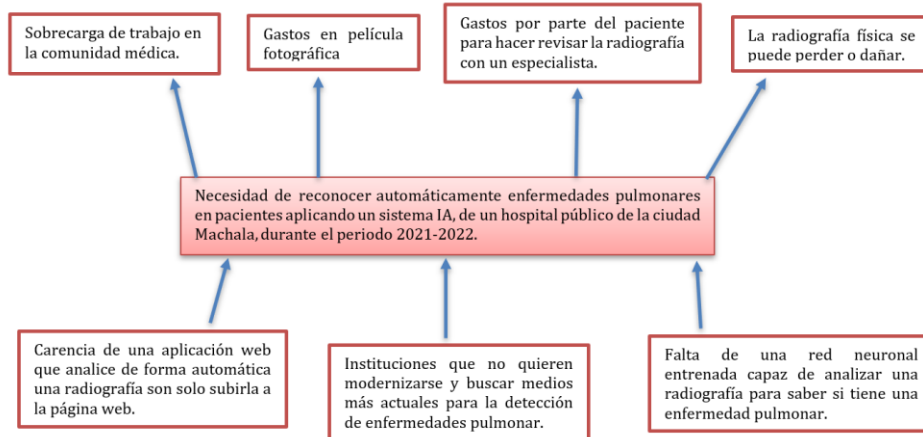 Sobrecarga de trabajo en
la comunidad médica.
Gastos en película
fotográfica
Gastos por parte del paciente
para hacer revisar la radiografía
con un especialista.
La radiografía física se
puede perder o dañar.
Necesidad de reconocer automáticamente enfermedades pulmonares
en pacientes aplicando un sistema IA, de un hospital público de la ciudad
Machala, durante el periodo 2021-2022.
Carencia de una aplicación web
que analice de forma automática
una radiografía son solo subirla a
la página web.
Instituciones que no quieren
modernizarse y buscar medios
más actuales para la detección
de enfermedades pulmonar.
Falta de una red neuronal
entrenada capaz de analizar una
radiografía para saber si tiene una
enfermedad pulmonar.